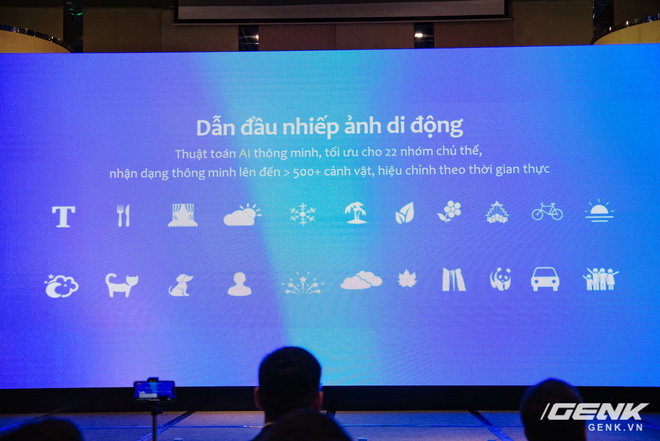 Dẫn đầu nhiếp ảnh di động
Thuật toán AI thông minh, tối ưu cho 22 nhóm chủ thể,
nhận dạng thông minh lên đến > 500+ cảnh vật, hiệu chỉnh theo thời gian thực
T
GENK
GENK.VN